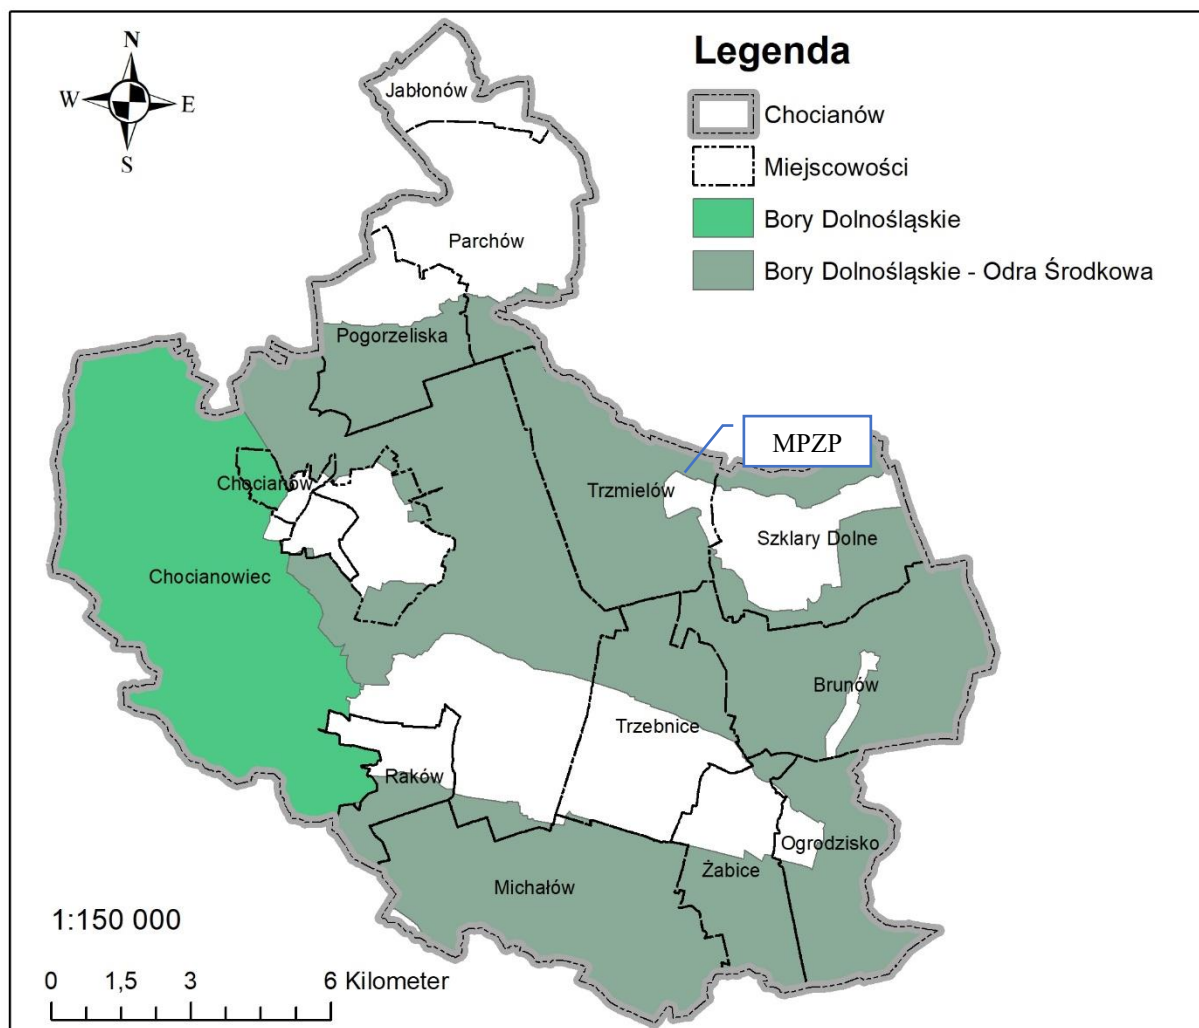 N
W E
S
Legenda
Chocianów
Miejscowości
Bory Dolnośląskie
Bory Dolnośląskie - Odra Środkowa
Jabłonów
Parchów
Pogorzeliska
MPZP
Chocianów
Trzmielów
Szklary Dolne
Chocianowiec
Brunów
Trzebnice
Raków
Ogrodzisko
Żabice
Michałów
1:150 000
0 1,5 3 6 Kilometer